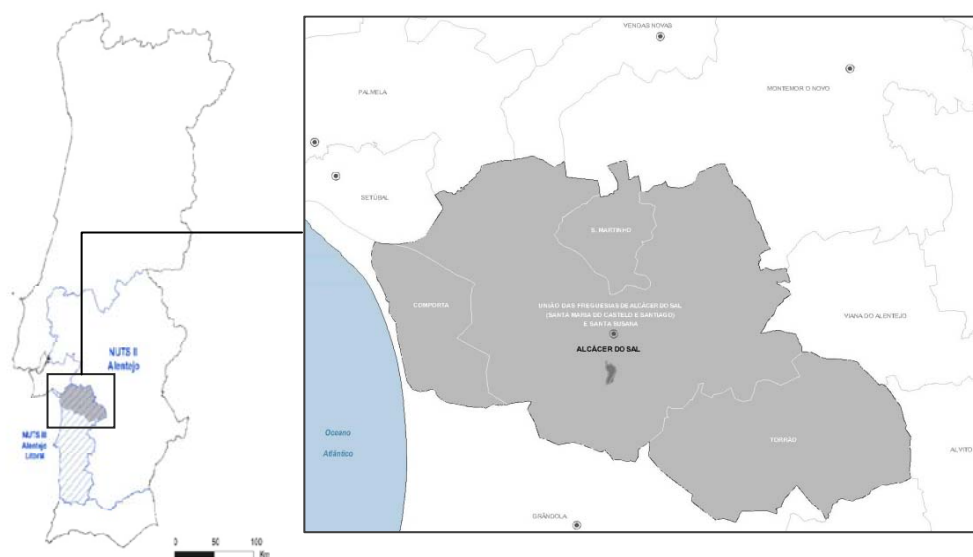 VENDAS NOVAS
MONTEMOR O NOVO
PALMELA
SETÚBAL
S. MARTINHO
COMPORTA
UNIÃO DAS FREGUESIAS DE ALCÁCER DO SAL
(SANTA MARIA DO CASTELO E SANTIAGO)
E SANTA SUSANA
ALCÁCER DO SAL
VIANA DO ALENTEJO
NUTS II
Alentejo
NUTS III
Alentejo
Litoral
Oceano
Atlântico
TORRÃO
ALVITO
GRÂNDOLA
0 50 100
Km